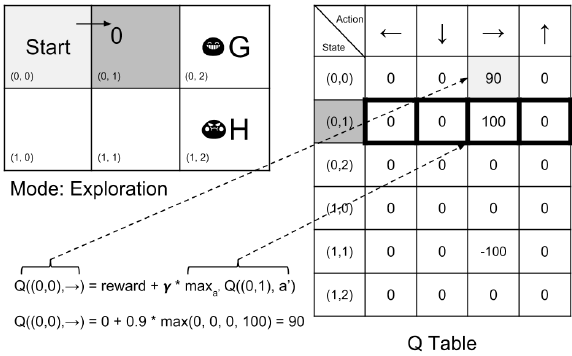 Start
0
G
(0, 0)
(0, 1)
(0, 2)
H
(1, 0)
(1, 1)
(1, 2)
Mode: Exploration
Q((0,0),→) = reward + γ * maxa' Q((0,1), a')
Q((0,0),→) = 0 + 0.9 * max(0, 0, 0, 100) = 90
Action
State
← ↓ → ↑
(0,0) 0 0 90 0
(0,1) 0 0 100 0
(0,2) 0 0 0 0
(1,0) 0 0 0 0
(1,1) 0 0 -100 0
(1,2) 0 0 0 0
Q Table